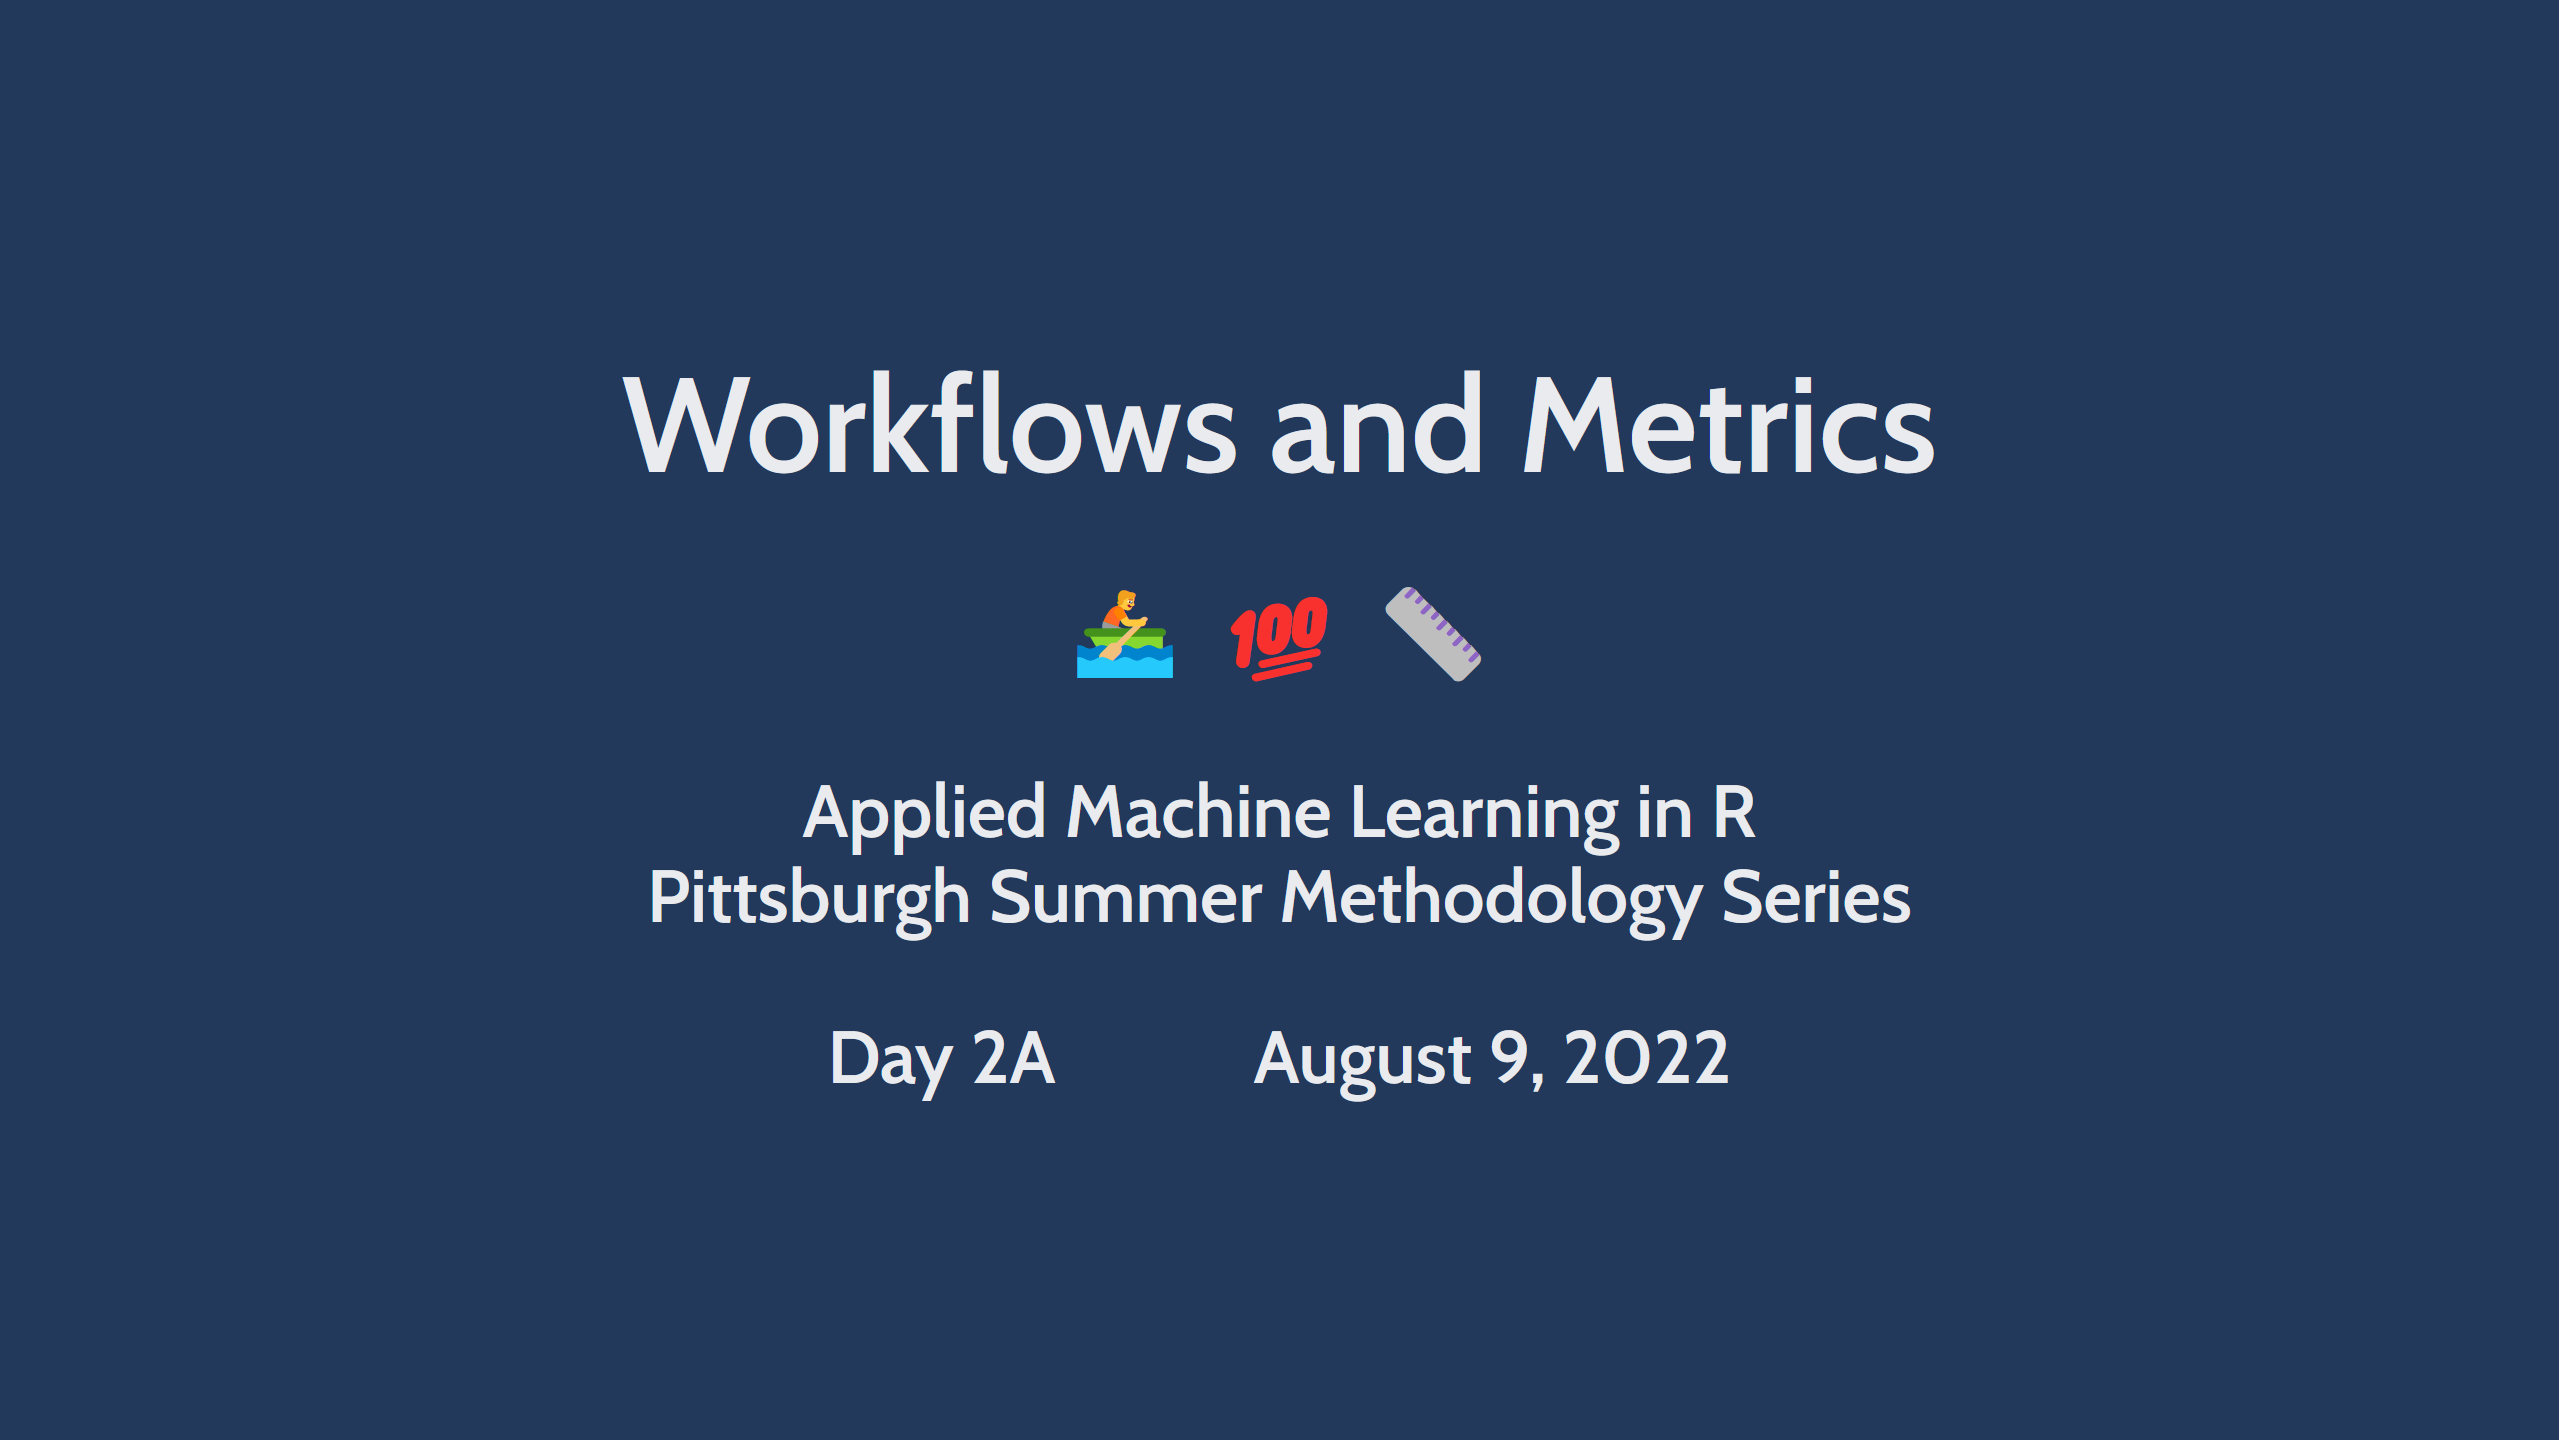 Workflows and Metrics
💯
Applied Machine Learning in R
Pittsburgh Summer Methodology Series
Day 2A August 9, 2022